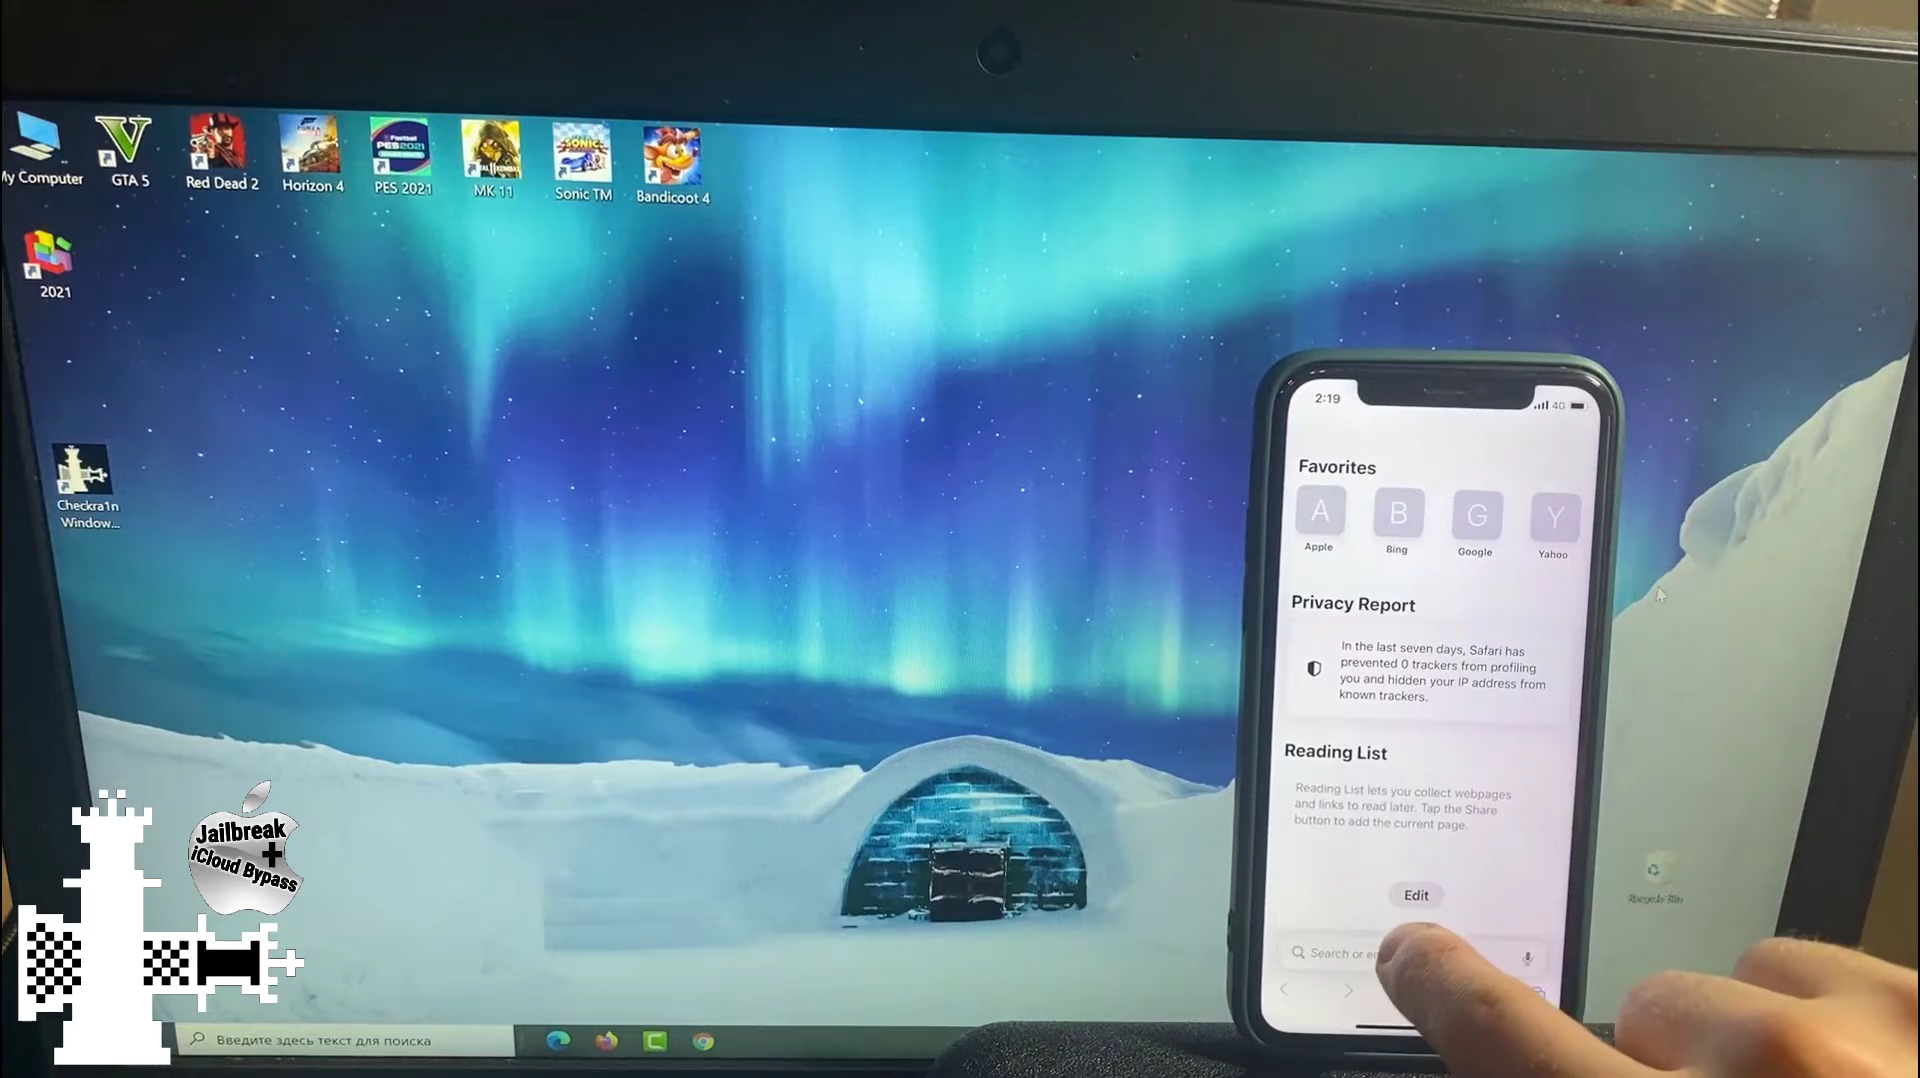 My Computer
GTA 5
Red Dead 2
Horizon 4
PES 2021
MK 11
Sonic TM
Bandicoot 4
2021
Checkra1n
Window...
2:19
4G
Favorites
A
B
G
Y
Apple
Bing
Google
Yahoo
Privacy Report
In the last seven days, Safari has
prevented 0 trackers from profiling
you and hidden your IP address from
known trackers.
Reading List
Reading List lets you collect webpages
and links to read later. Tap the Share
button to add the current page.
Edit
Search or
Recycle Bin
Jailbreak
+
iCloud Bypass
Введите здесь текст для поиска